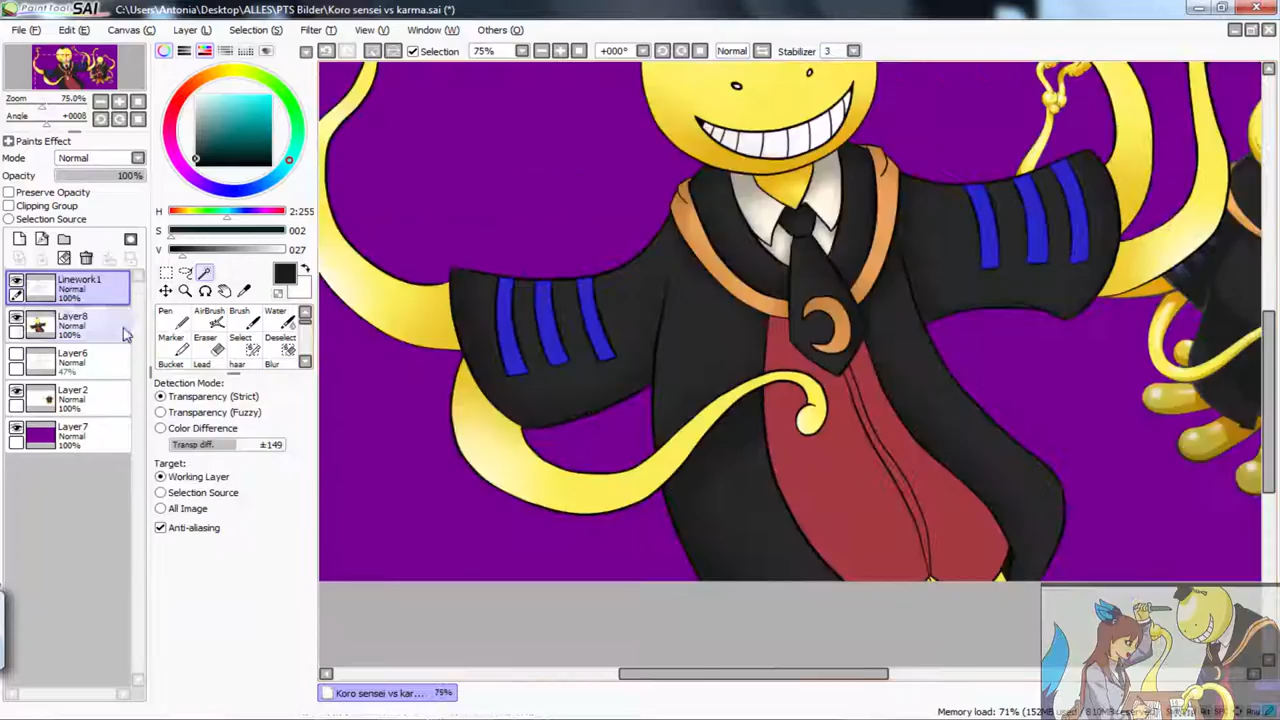 PaintTool SAI C:\Users\Antonia\Desktop\ALLES\PTS Bilder\Koro sensei vs karma.sai (*)
File (F) Edit (E) Canvas (C) Layer (L) Selection (S) Filter (T) View (V) Window (W) Others (O)
Selection 75% +000° Normal Stabilizer 3
Zoom 75.0%
Angle +000θ
Paints Effect
Mode Normal
Opacity 100%
Preserve Opacity
Clipping Group
Selection Source
Linework1
Normal
100%
Layer8
Normal
100%
Layer6
Normal
47%
Layer2
Normal
100%
Layer7
Normal
100%
H 2:255
S 002
V 027
Pen AirBrush Brush Water
Marker Eraser Select Deselect
Bucket Lead haar Blur
Detection Mode:
Transparency (Strict)
Transparency (Fuzzy)
Color Difference
Transp diff. ±149
Target:
Working Layer
Selection Source
All Image
Anti-aliasing
Koro sensei vs kar... 75%
Memory load: 71% (152MB used